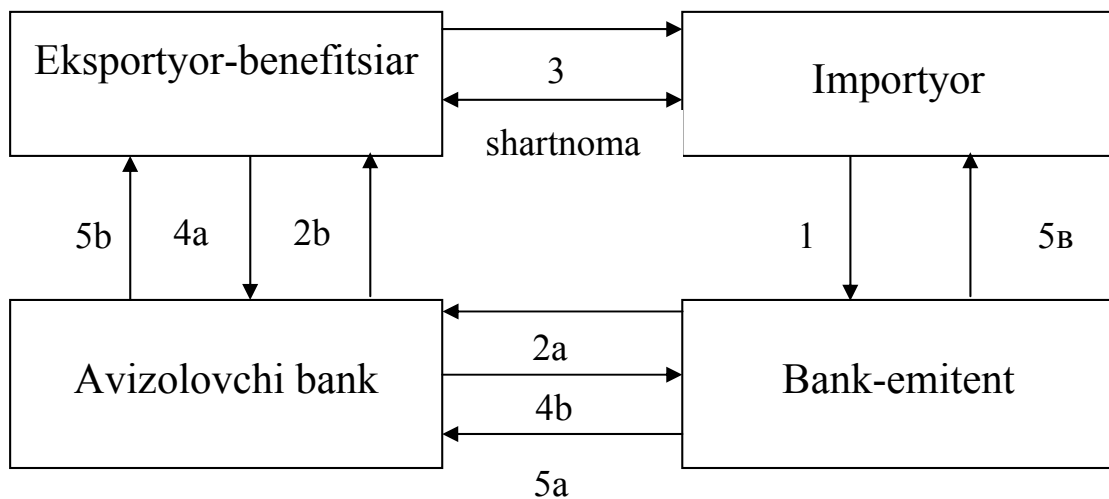 Eksportyor-benefitsiar
3
Importyor
shartnoma
5b
4a
2b
1
5в
2a
Avizolovchi bank
Bank-emitent
4b
5a